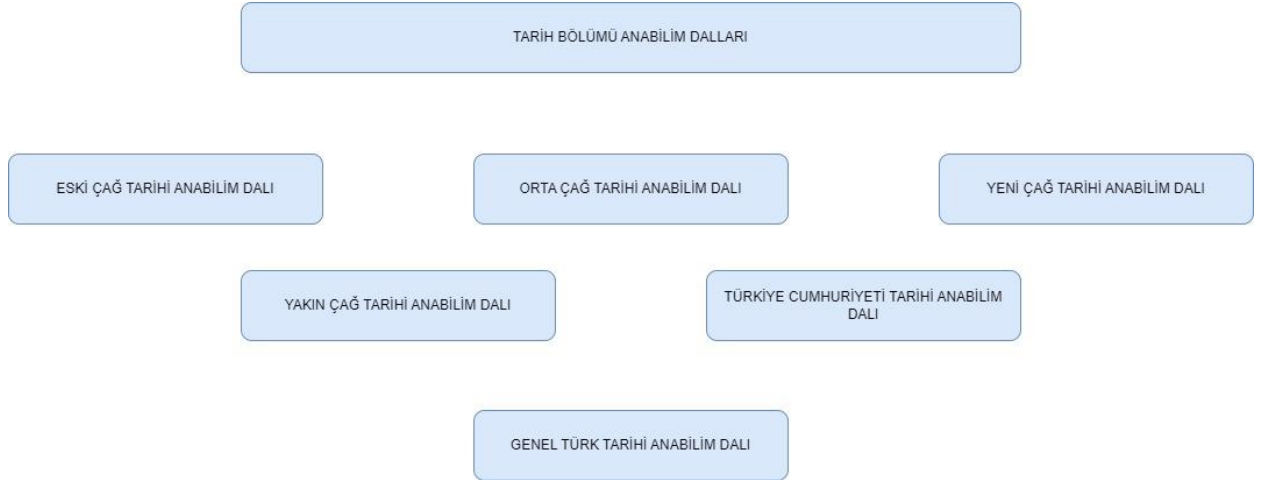 TARİH BÖLÜMÜ ANABİLİM DALLARI
ESKİ ÇAĞ TARİHİ ANABİLİM DALI
ORTA ÇAĞ TARİHİ ANABİLİM DALI
YENİ ÇAĞ TARİHİ ANABİLİM DALI
YAKIN ÇAĞ TARİHİ ANABİLİM DALI
TÜRKİYE CUMHURİYETİ TARİHİ ANABİLİM
DALI
GENEL TÜRK TARİHİ ANABİLİM DALI